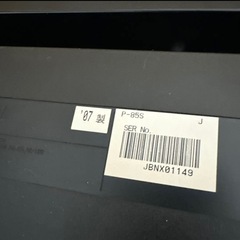 '07 製
P-85S J
SER No.
JBNX01149